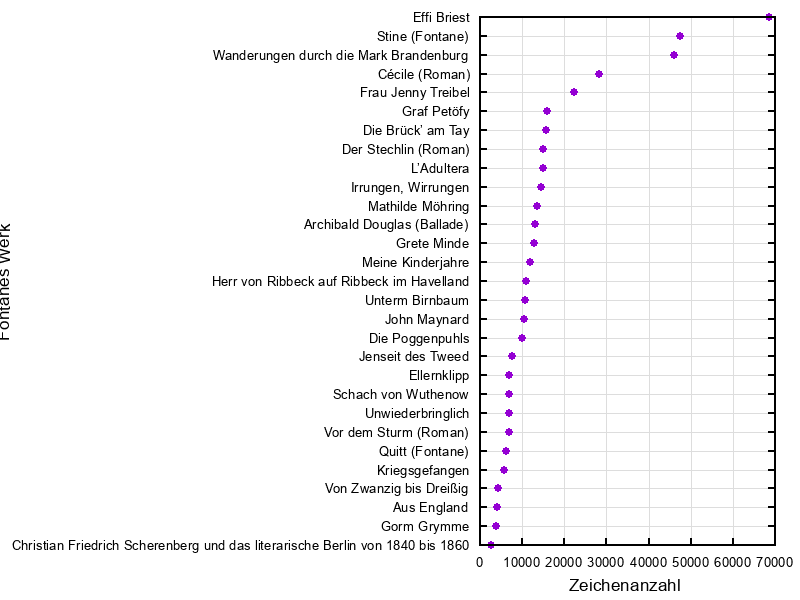 Effi Briest
Stine (Fontane)
Wanderungen durch die Mark Brandenburg
Cécile (Roman)
Frau Jenny Treibel
Graf Petöfy
Die Brück’ am Tay
Der Stechlin (Roman)
L’Adultera
Irrungen, Wirrungen
Mathilde Möhring
Archibald Douglas (Ballade)
Grete Minde
Meine Kinderjahre
Herr von Ribbeck auf Ribbeck im Havelland
Unterm Birnbaum
John Maynard
Die Poggenpuhls
Jenseit des Tweed
Ellernklipp
Schach von Wuthenow
Unwiederbringlich
Vor dem Sturm (Roman)
Quitt (Fontane)
Kriegsgefangen
Von Zwanzig bis Dreißig
Aus England
Gorm Grymme
Christian Friedrich Scherenberg und das literarische Berlin von 1840 bis 1860
Fontanes Werk
0 10000 20000 30000 40000 50000 60000 70000
Zeichenanzahl